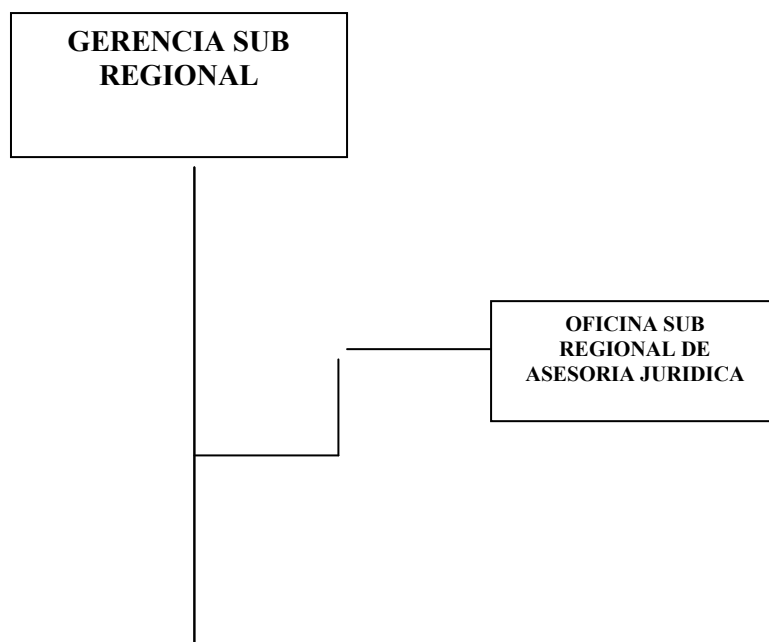 GERENCIA SUB
REGIONAL
OFICINA SUB
REGIONAL DE
ASESORIA JURIDICA